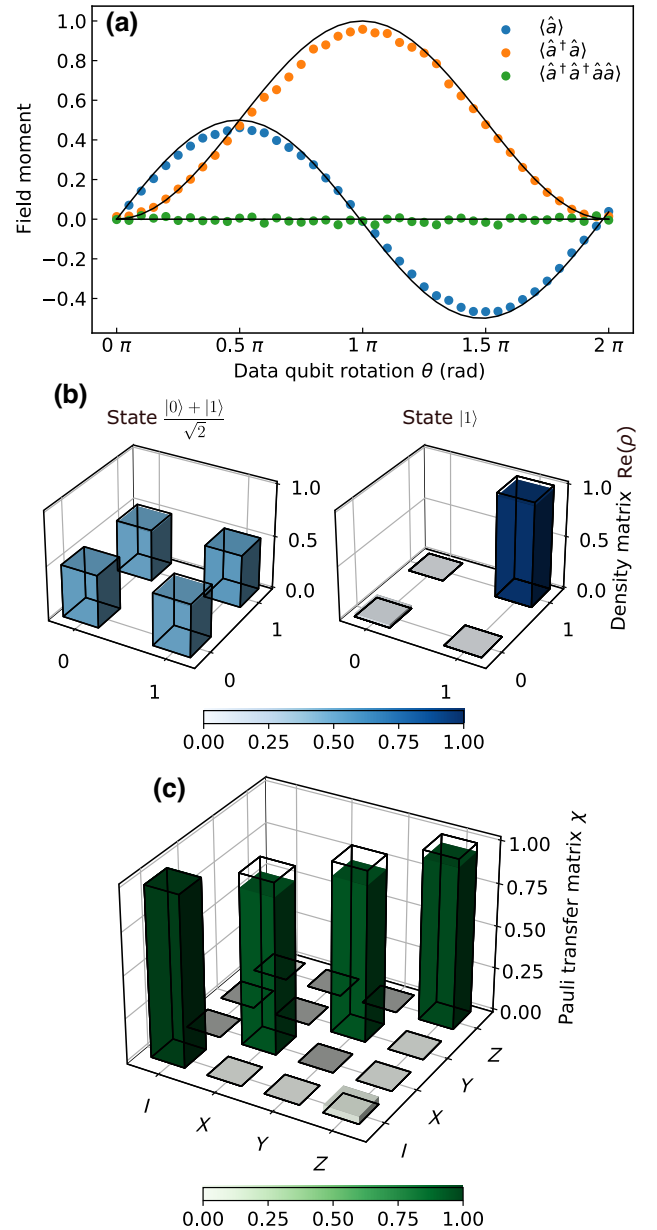 (a)
⟨â⟩
⟨â†â⟩
⟨â†â†ââ⟩
1.0
0.8
0.6
0.4
0.2
0.0
−0.2
−0.4
Field moment
0 π 0.5 π 1 π 1.5 π 2 π
Data qubit rotation θ (rad)
(b)
State |0⟩ + |1⟩ / √2
State |1⟩
1.0
0.5
0.0
0 1
0 1
1.0
0.5
0.0
0 1
0 1
Density matrix Re(ρ)
0.00 0.25 0.50 0.75 1.00
(c)
1.00
0.75
0.50
0.25
0.00
Pauli transfer matrix χ
I X Y Z
I X Y Z
0.00 0.25 0.50 0.75 1.00